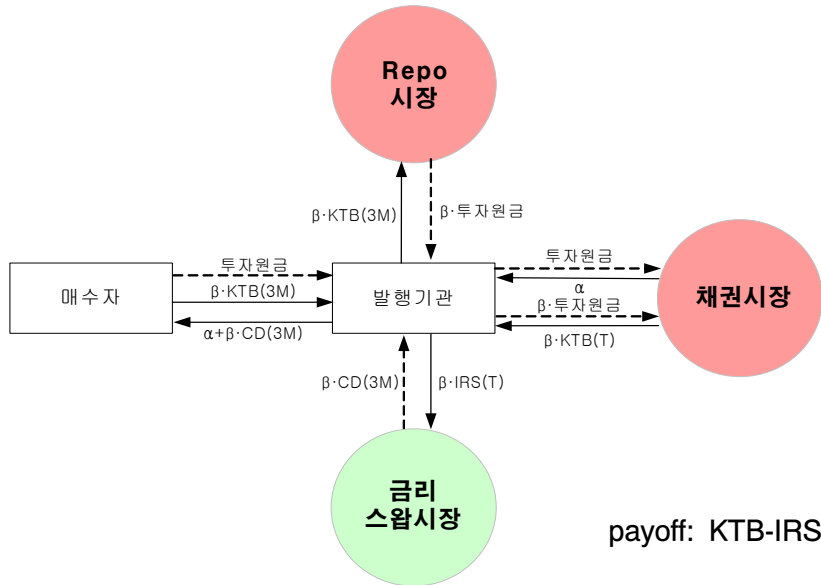 Repo
시장
β·KTB(3M)
β·투자원금
투자원금
투자원금
매수자
β·KTB(3M)
발행기관
α
채권시장
β·투자원금
α+β·CD(3M)
β·KTB(T)
β·CD(3M)
β·IRS(T)
금리
스왑시장
payoff: KTB-IRS